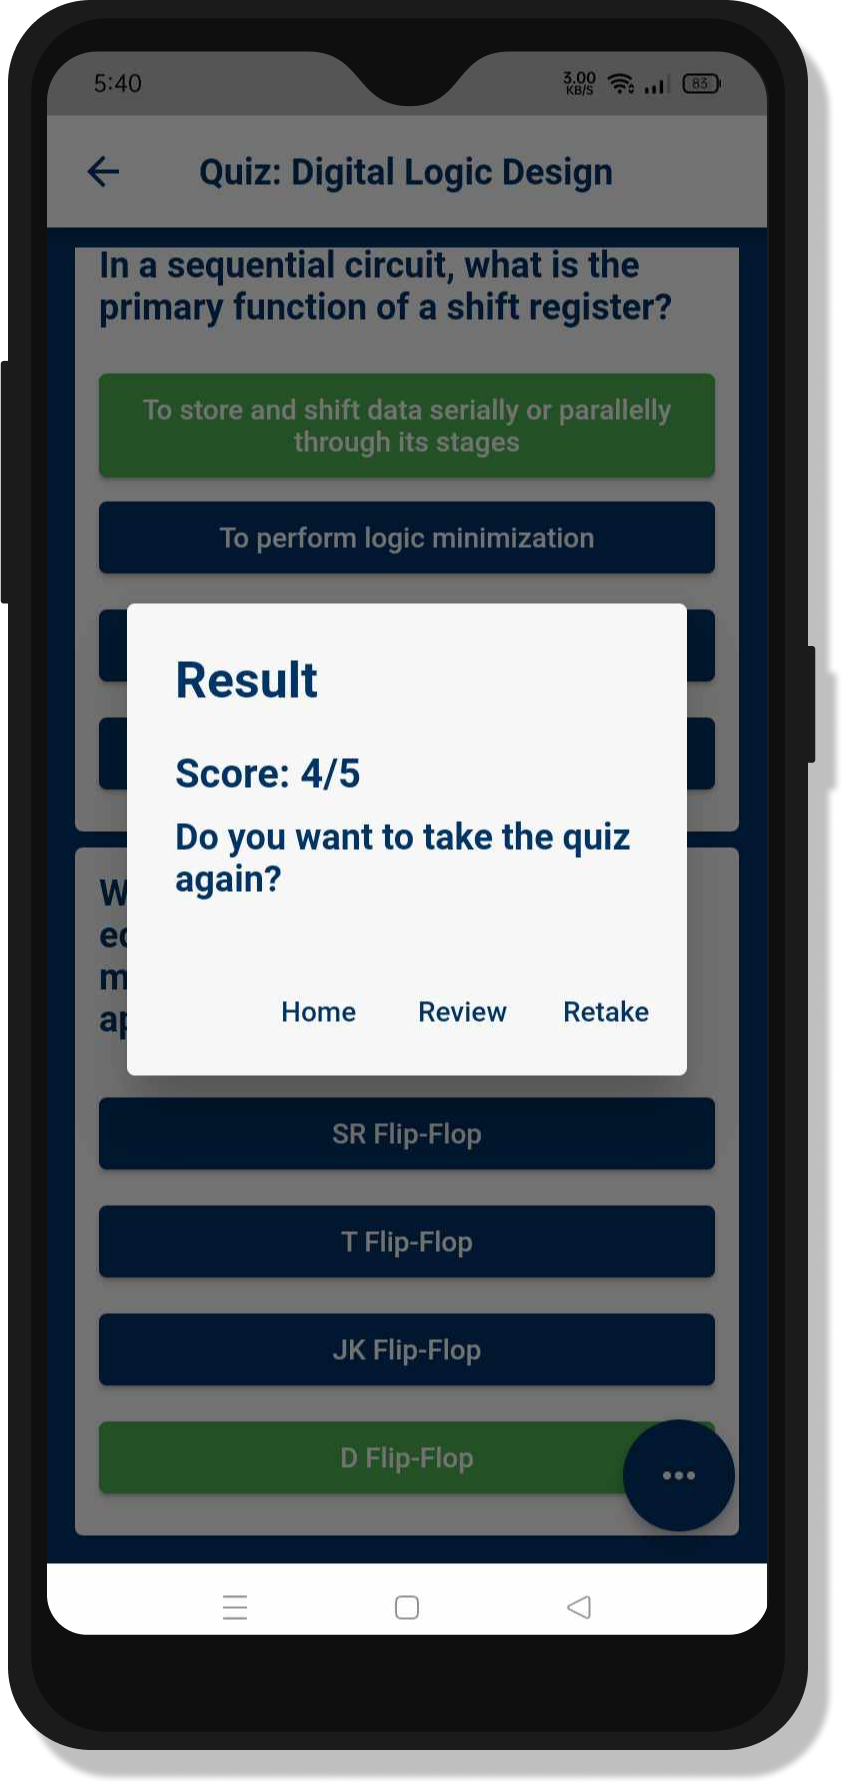 5:40
3.00
KB/S
83
Quiz: Digital Logic Design
In a sequential circuit, what is the
primary function of a shift register?
To store and shift data serially or parallelly
through its stages
To perform logic minimization
Result
Score: 4/5
Do you want to take the quiz
again?
Home Review Retake
SR Flip-Flop
T Flip-Flop
JK Flip-Flop
D Flip-Flop